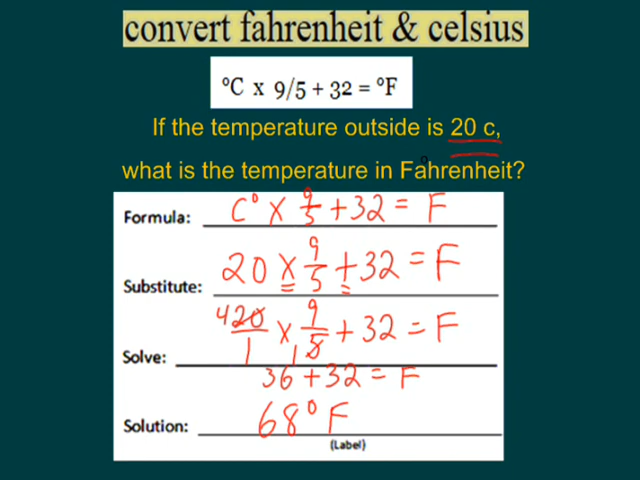 convert fahrenheit & celsius
°C x 9/5 + 32 = °F
If the temperature outside is 20 c,
what is the temperature in Fahrenheit?
Formula: C° X 9/5 + 32 = F
Substitute: 20 X 9/5 + 32 = F
Solve: 4 20/1 X 9/1 5 + 32 = F
36 + 32 = F
Solution: 68° F
(Label)